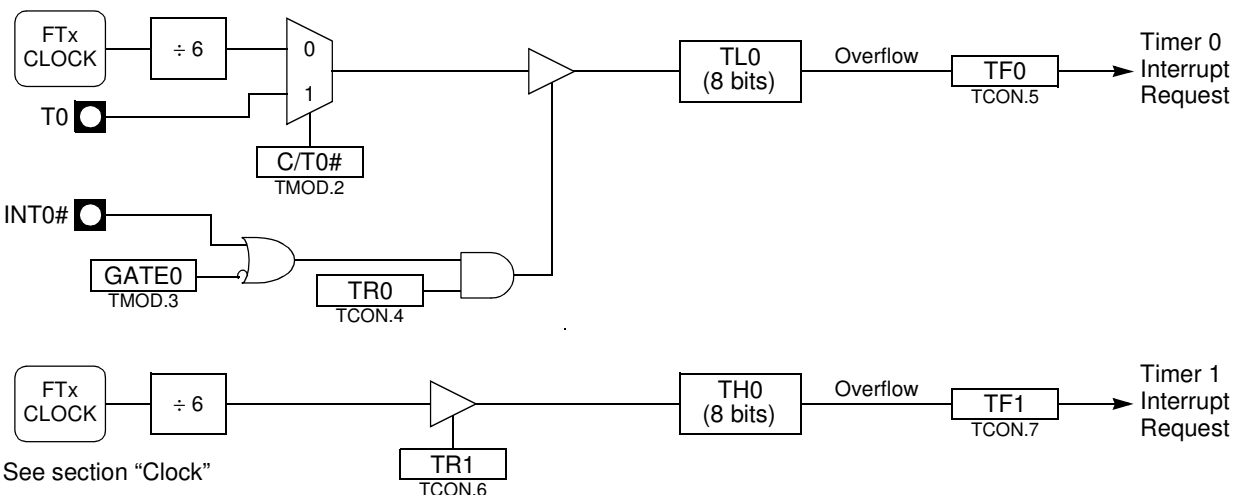 FTx
CLOCK
÷ 6
0
1
T0
C/T0#
TMOD.2
TL0
(8 bits)
Overflow
TF0
TCON.5
Timer 0
Interrupt
Request
INT0#
GATE0
TMOD.3
TR0
TCON.4
FTx
CLOCK
÷ 6
TR1
TCON.6
TH0
(8 bits)
Overflow
TF1
TCON.7
Timer 1
Interrupt
Request
See section “Clock”